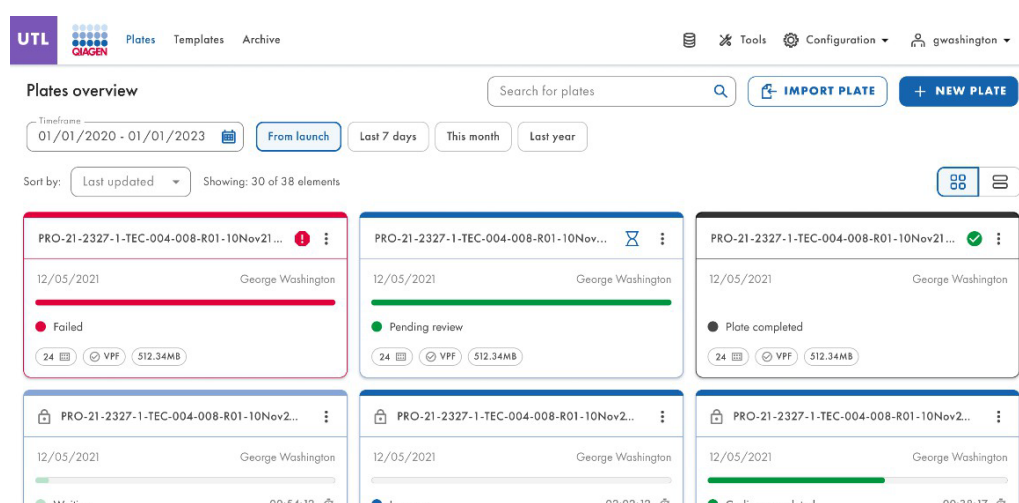 UTL QIAGEN Plates Templates Archive Tools Configuration gwashington
Plates overview Search for plates IMPORT PLATE + NEW PLATE
Timeframe
01/01/2020 - 01/01/2023 From launch Last 7 days This month Last year
Sort by: Last updated Showing: 30 of 38 elements
PRO-21-2327-1-TEC-004-008-R01-10Nov21... PRO-21-2327-1-TEC-004-008-R01-10Nov... PRO-21-2327-1-TEC-004-008-R01-10Nov21...
12/05/2021 George Washington 12/05/2021 George Washington 12/05/2021 George Washington
Failed Pending review Plate completed
24 VPF 512.34MB 24 VPF 512.34MB 24 VPF 512.34MB
PRO-21-2327-1-TEC-004-008-R01-10Nov2... PRO-21-2327-1-TEC-004-008-R01-10Nov2... PRO-21-2327-1-TEC-004-008-R01-10Nov2...
12/05/2021 George Washington 12/05/2021 George Washington 12/05/2021 George Washington